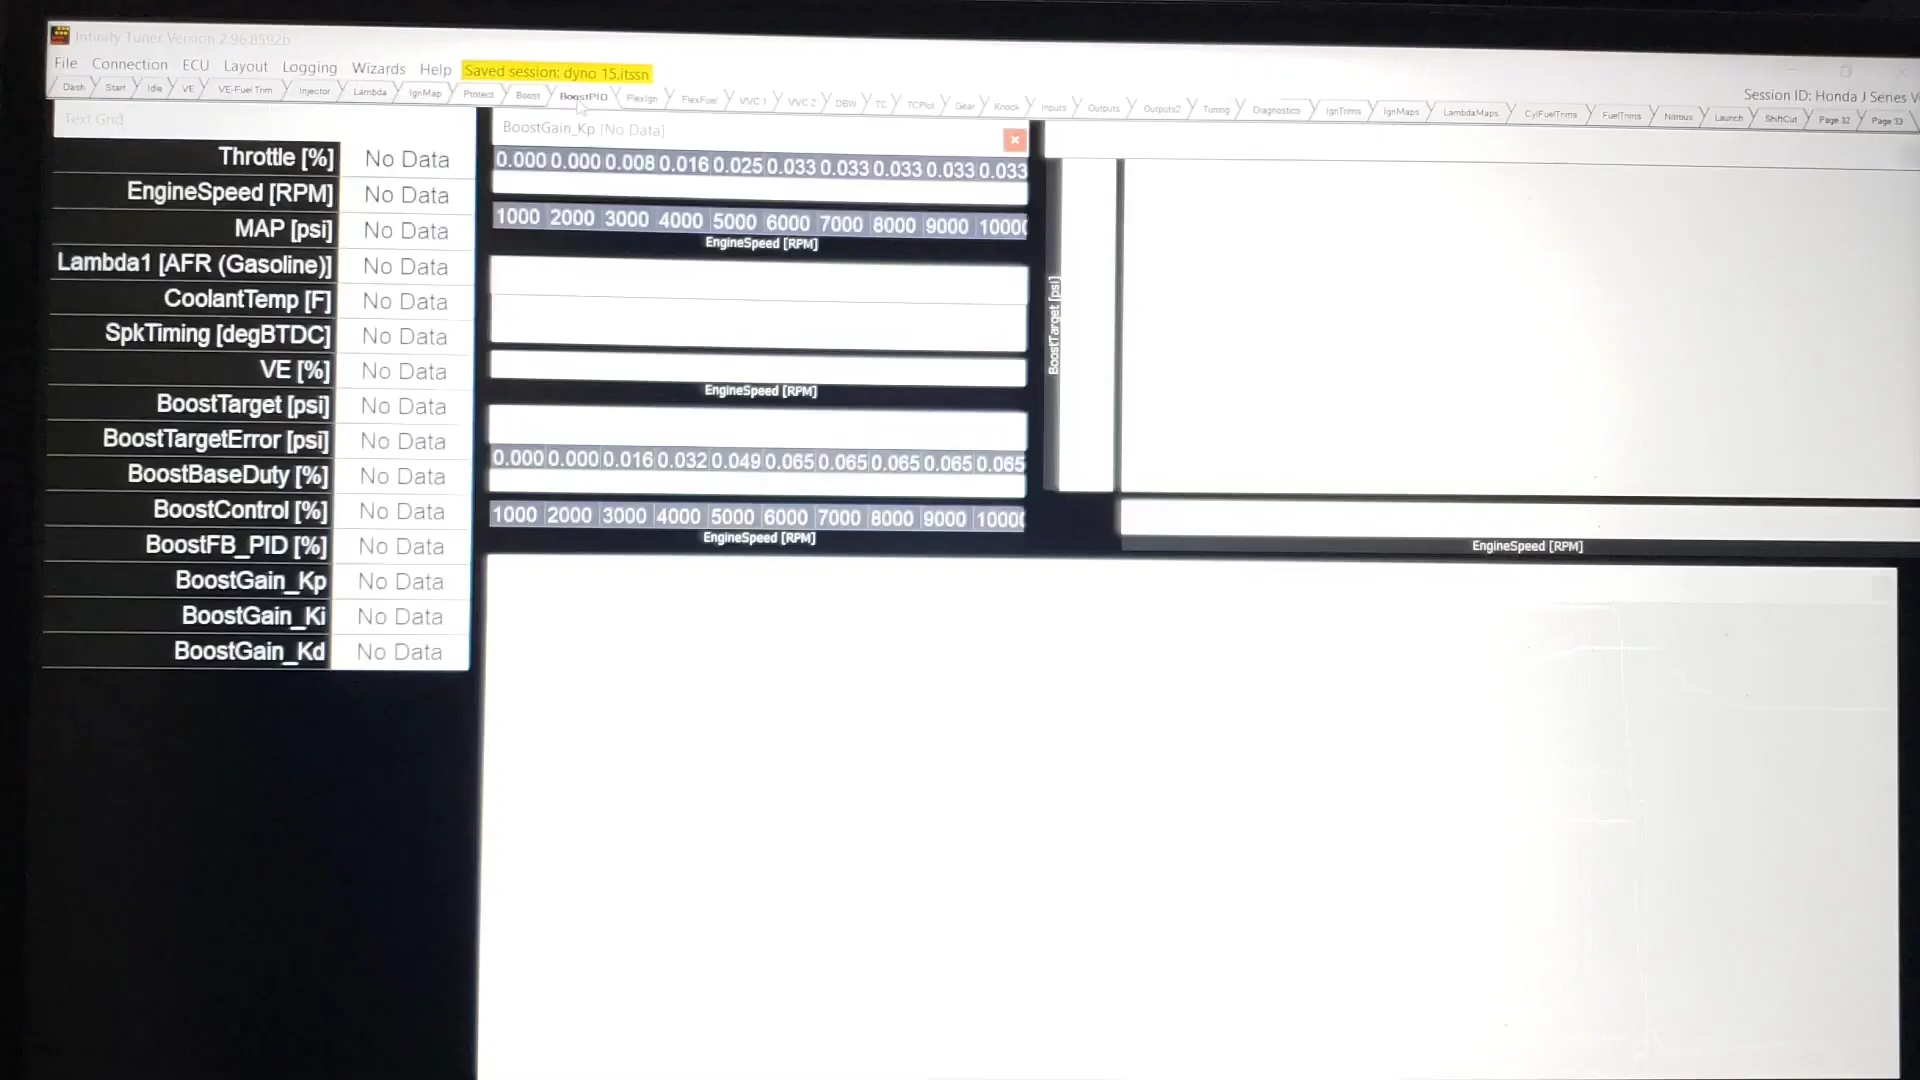 Infinity Tuner Version 2.96.8592b
File Connection ECU Layout Logging Wizards Help Saved session: dyno 15.itssn
Session ID: Honda J Series V
Dash Start Idle VE VE-Fuel Trim Injector Lambda IgnMap Protect Boost BoostPID FlexIgn FlexFuel VVC 1 VVC 2 DBW TC TCPlot Gear Knock Inputs Outputs Outputs2 Tuning Diagnostics IgnTrims IgnMaps LambdaMaps CylFuelTrims FuelTrims Nitrous Launch ShiftCut Page 32 Page 33
Text Grid
Throttle [%] No Data
EngineSpeed [RPM] No Data
MAP [psi] No Data
Lambda1 [AFR (Gasoline)] No Data
CoolantTemp [F] No Data
SpkTiming [degBTDC] No Data
VE [%] No Data
BoostTarget [psi] No Data
BoostTargetError [psi] No Data
BoostBaseDuty [%] No Data
BoostControl [%] No Data
BoostFB_PID [%] No Data
BoostGain_Kp No Data
BoostGain_Ki No Data
BoostGain_Kd No Data
BoostGain_Kp [No Data]
0.000 0.000 0.008 0.016 0.025 0.033 0.033 0.033 0.033 0.033
1000 2000 3000 4000 5000 6000 7000 8000 9000 10000
EngineSpeed [RPM]
EngineSpeed [RPM]
0.000 0.000 0.016 0.032 0.049 0.065 0.065 0.065 0.065 0.065
1000 2000 3000 4000 5000 6000 7000 8000 9000 10000
EngineSpeed [RPM]
BoostTarget [psi]
EngineSpeed [RPM]